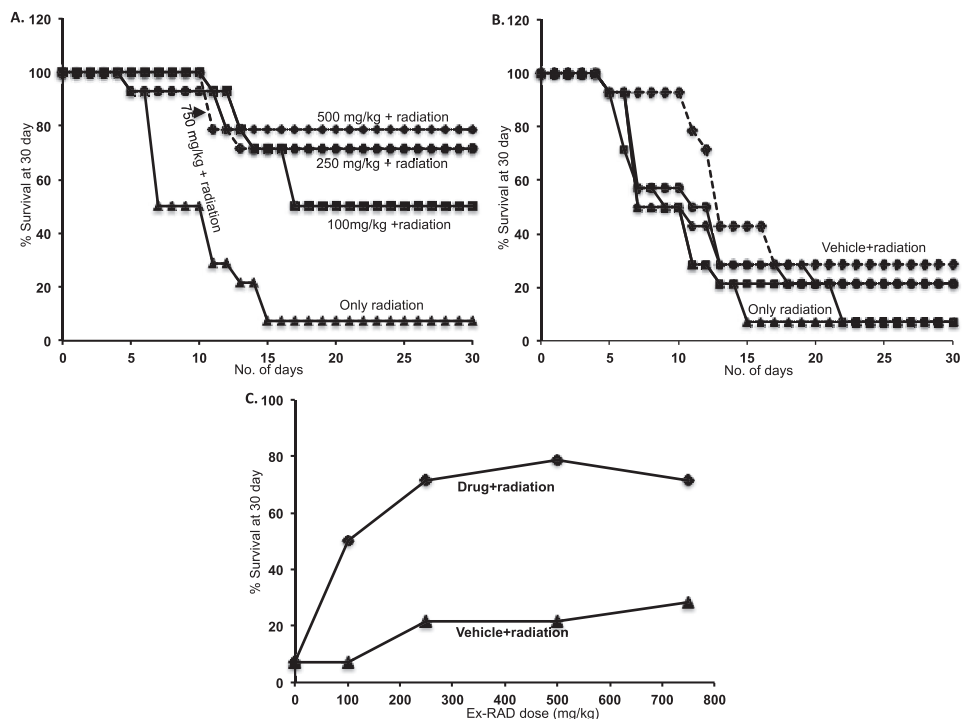 A.
120
100
80
60
40
20
0
% Survival at 30 day
0 5 10 15 20 25 30
No. of days
500 mg/kg + radiation
250 mg/kg + radiation
750 mg/kg + radiation
100mg/kg +radiation
Only radiation
B.
120
100
80
60
40
20
0
% Survival at 30 day
0 5 10 15 20 25 30
No. of days
Vehicle+radiation
Only radiation
C.
100
80
60
40
20
0
% Survival at 30 day
0 100 200 300 400 500 600 700 800
Ex-RAD dose (mg/kg)
Drug+radiation
Vehicle+radiation